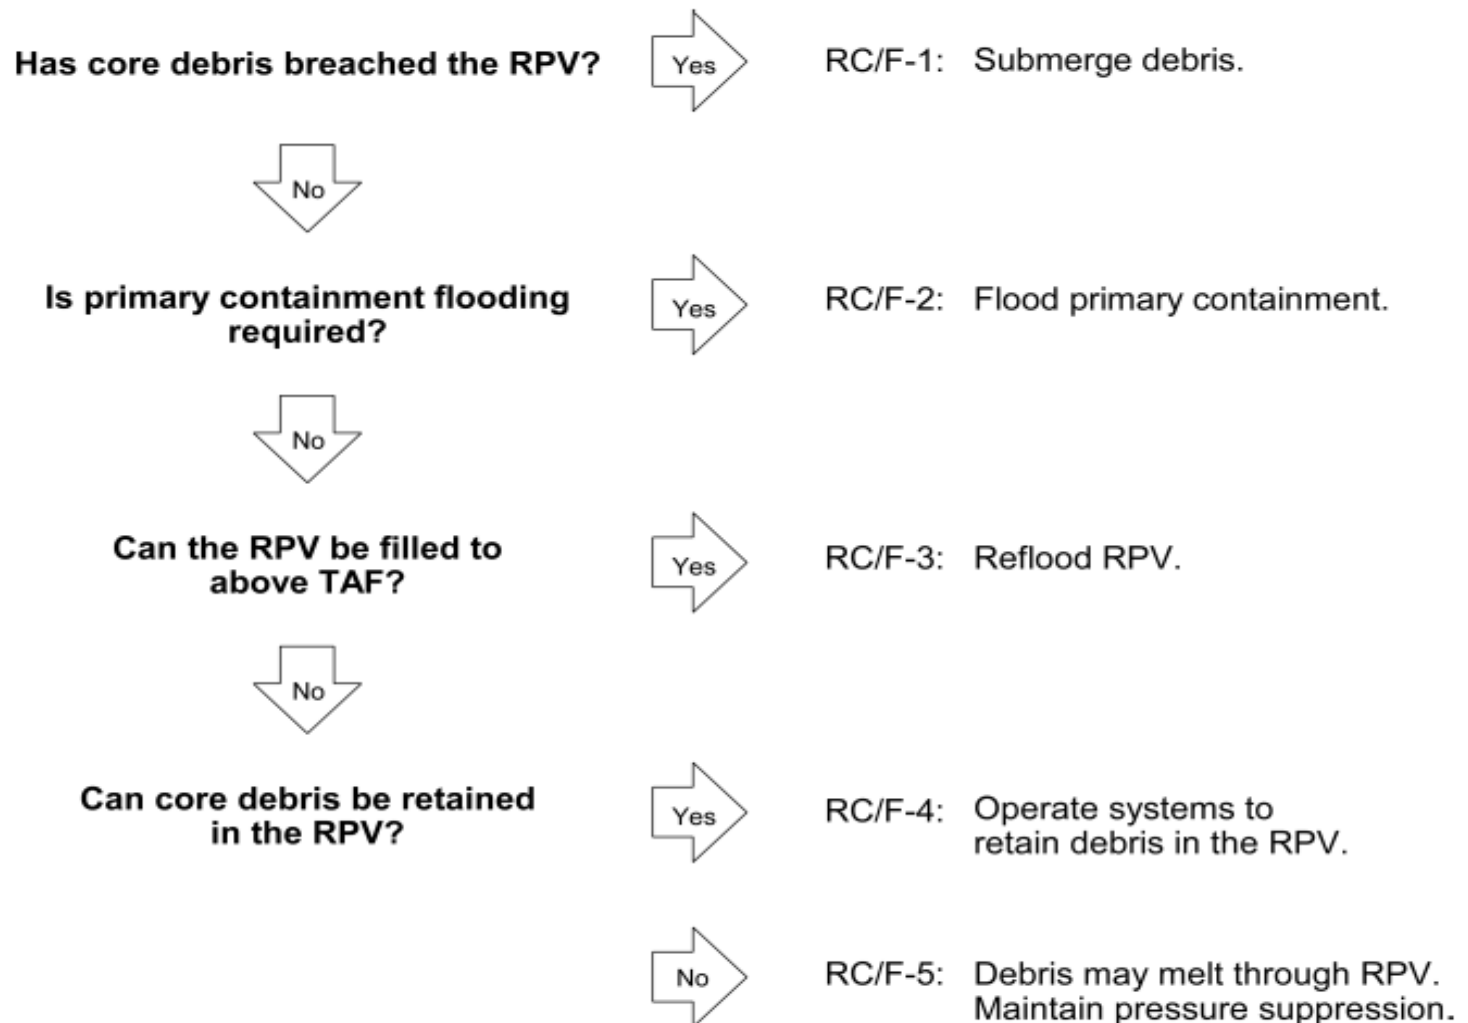 Has core debris breached the RPV?
Yes
RC/F-1: Submerge debris.
No
Is primary containment flooding
required?
Yes
RC/F-2: Flood primary containment.
No
Can the RPV be filled to
above TAF?
Yes
RC/F-3: Reflood RPV.
No
Can core debris be retained
in the RPV?
Yes
RC/F-4: Operate systems to
retain debris in the RPV.
No
RC/F-5: Debris may melt through RPV.
Maintain pressure suppression.